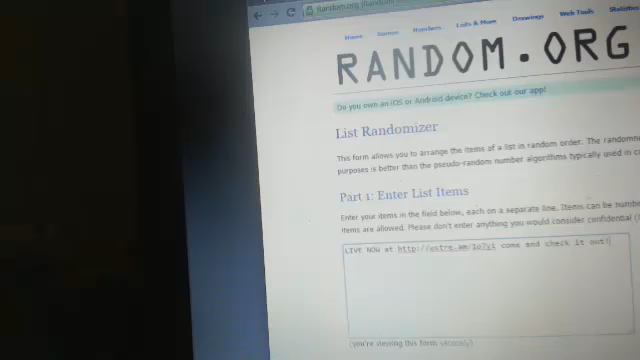 Random.org
Home Games Numbers Lists & More Drawings Web Tools Statistics
RANDOM.ORG
Do you own an iOS or Android device? Check out our app!
List Randomizer
This form allows you to arrange the items of a list in random order. The randomness
purposes is better than the pseudo-random number algorithms typically used in
Part 1: Enter List Items
Enter your items in the field below, each on a separate line. Items can be
items are allowed. Please don't enter anything you would consider confidential
LIVE NOW at http://ustre.am/1o7yi come and check it out!
(you're viewing this form securely)